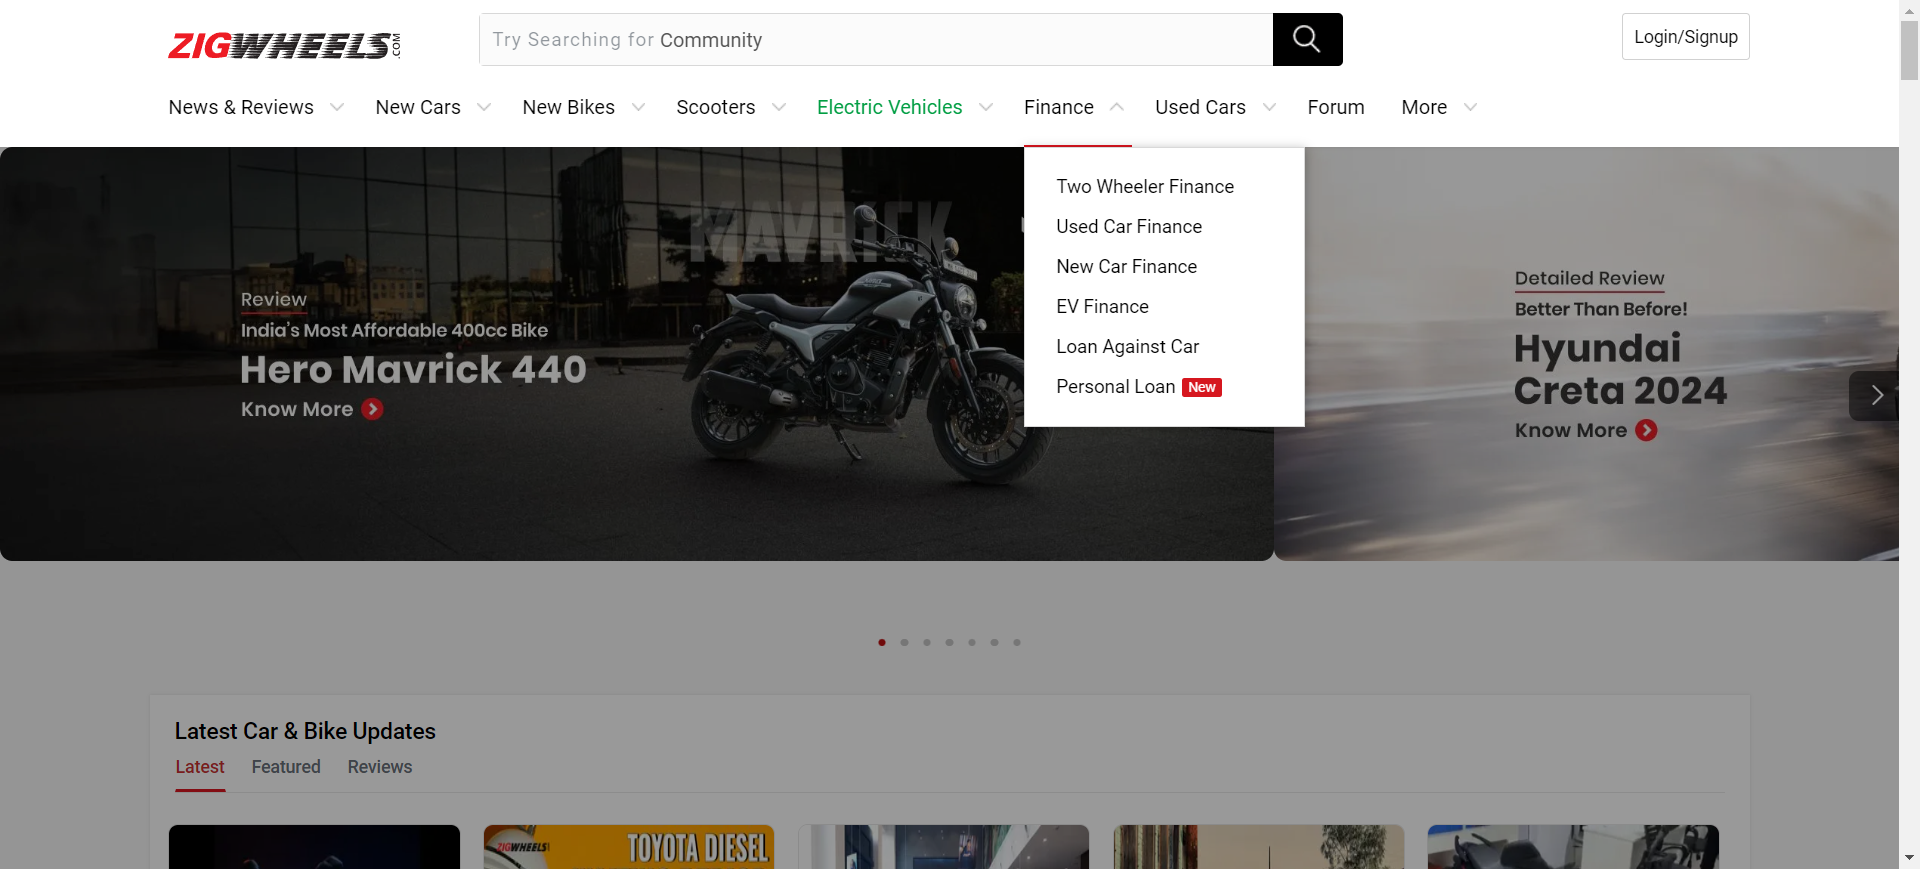 ZIGWHEELS.COM
Try Searching for Community
Login/Signup
News & Reviews
New Cars
New Bikes
Scooters
Electric Vehicles
Finance
Used Cars
Forum
More
Two Wheeler Finance
Used Car Finance
New Car Finance
EV Finance
Loan Against Car
Personal Loan New
MAVRICK
Review
India's Most Affordable 400cc Bike
Hero Mavrick 440
Know More
Detailed Review
Better Than Before!
Hyundai
Creta 2024
Know More
Latest Car & Bike Updates
Latest
Featured
Reviews
ZIGWHEELS
TOYOTA DIESEL